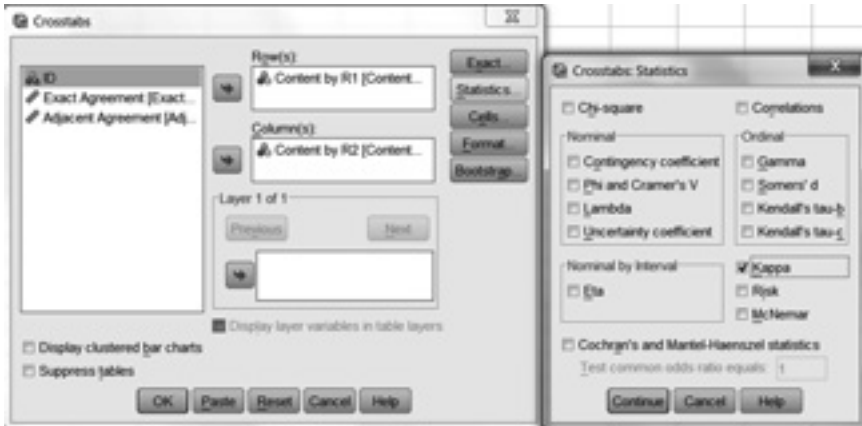 Crosstabs
Row(s):
ID
Exact Agreement [Exact...
Adjacent Agreement [Adj...
Content by R1 [Content...
Column(s):
Content by R2 [Content...
Exact...
Statistics...
Cells...
Format...
Bootstrap...
Layer 1 of 1
Previous
Next
Display layer variables in table layers
Display clustered bar charts
Suppress tables
OK Paste Reset Cancel Help
Crosstabs: Statistics
Chi-square
Correlations
Nominal
Contingency coefficient
Phi and Cramer's V
Lambda
Uncertainty coefficient
Ordinal
Gamma
Somers' d
Kendall's tau-b
Kendall's tau-c
Nominal by Interval
Eta
Kappa
Risk
McNemar
Cochran's and Mantel-Haenszel statistics
Test common odds ratio equals: 1
Continue Cancel Help